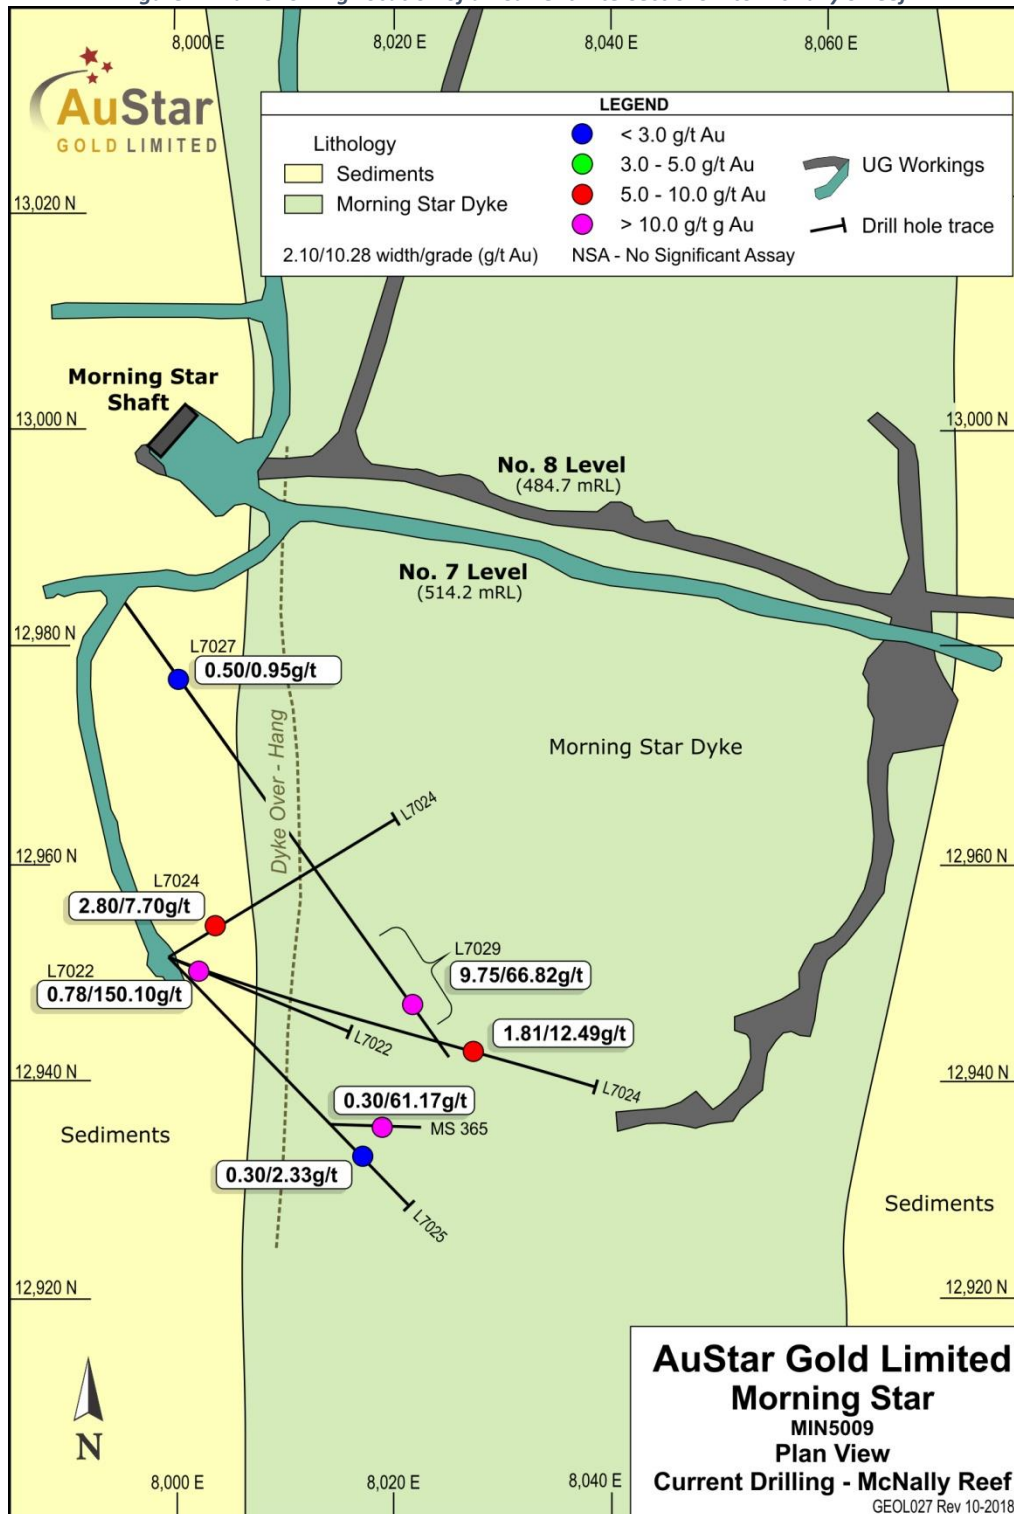 8,000 E
8,020 E
8,040 E
8,060 E
AuStar
GOLD LIMITED
LEGEND
Lithology
Sediments
Morning Star Dyke
2.10/10.28 width/grade (g/t Au)
< 3.0 g/t Au
3.0 - 5.0 g/t Au
5.0 - 10.0 g/t Au
> 10.0 g/t g Au
NSA - No Significant Assay
UG Workings
Drill hole trace
13,020 N
Morning Star
Shaft
13,000 N
13,000 N
No. 8 Level
(484.7 mRL)
No. 7 Level
(514.2 mRL)
12,980 N
L7027
0.50/0.95g/t
Dyke Over - Hang
Morning Star Dyke
L7024
12,960 N
12,960 N
L7024
2.80/7.70g/t
L7029
9.75/66.82g/t
L7022
0.78/150.10g/t
1.81/12.49g/t
L7022
L7024
12,940 N
12,940 N
0.30/61.17g/t
MS 365
Sediments
0.30/2.33g/t
L7025
Sediments
12,920 N
12,920 N
N
8,000 E
8,020 E
8,040 E
AuStar Gold Limited
Morning Star
MIN5009
Plan View
Current Drilling - McNally Reef
GEOL027 Rev 10-2018